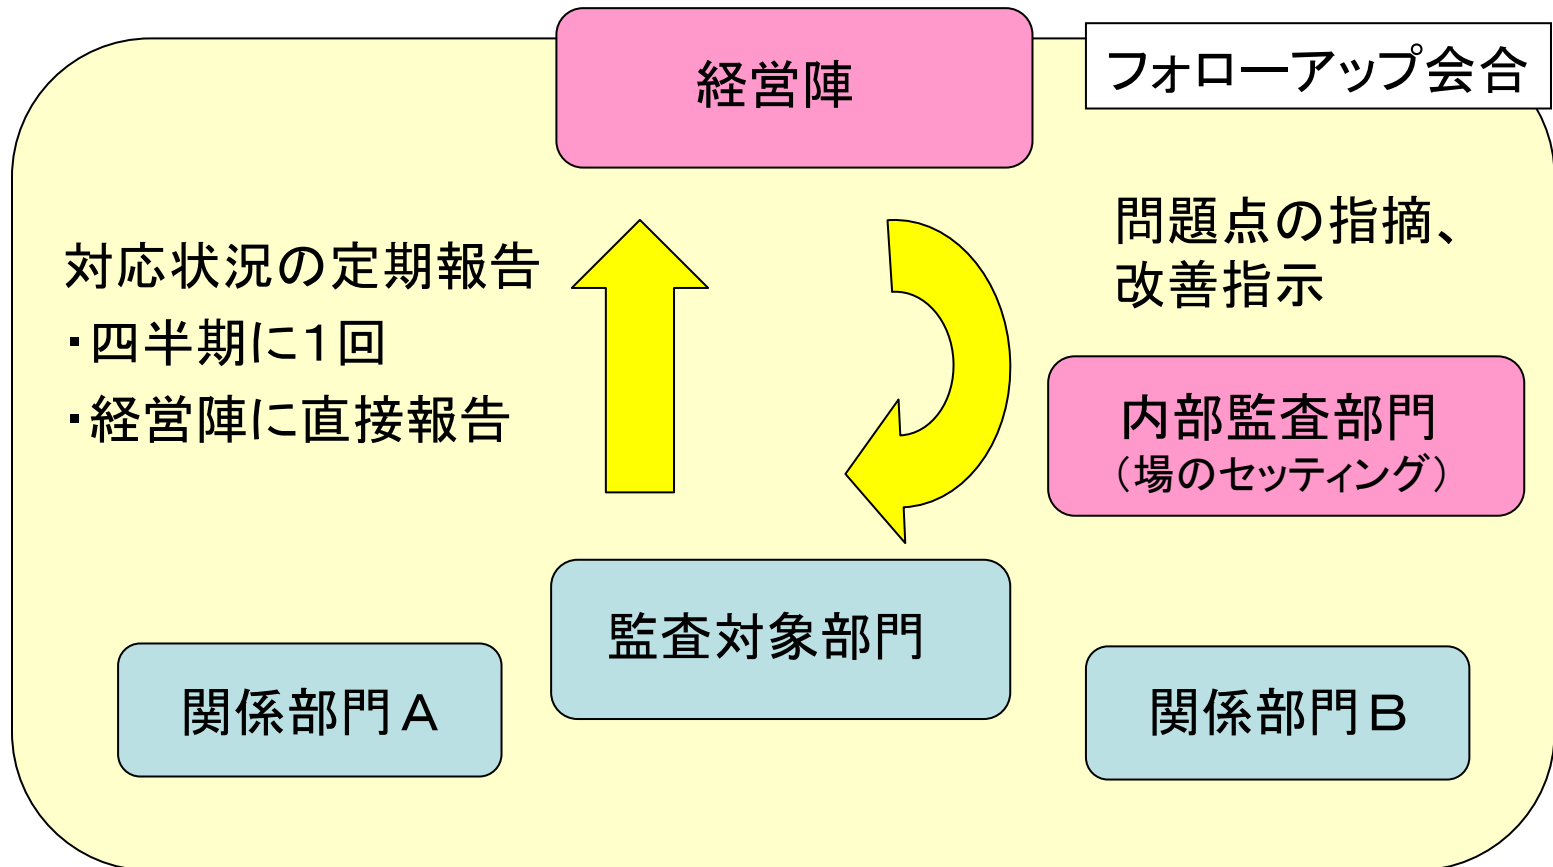 経営陣
フォローアップ会合
対応状況の定期報告
・四半期に1回
・経営陣に直接報告
問題点の指摘、
改善指示
内部監査部門
（場のセッティング）
監査対象部門
関係部門A
関係部門B